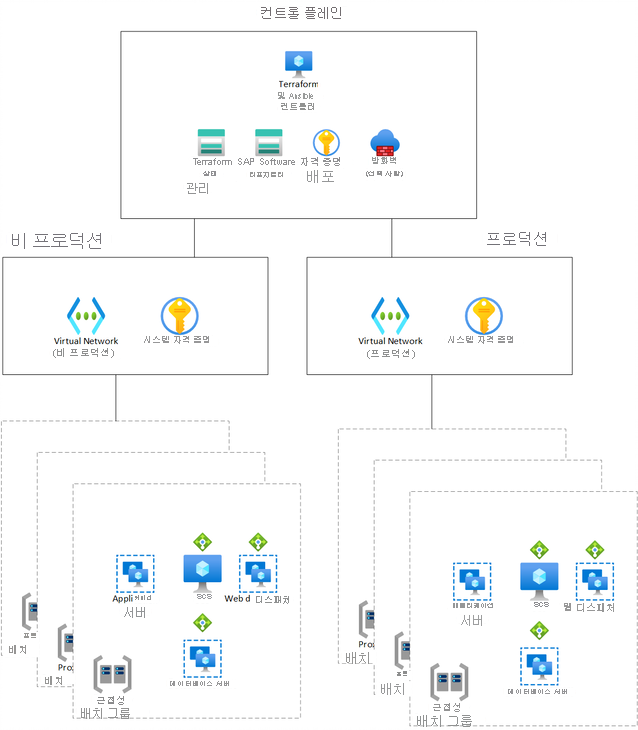 컨트롤 플레인
Terraform
및 Ansible
컨트롤러
Terraform
상태
관리
SAP Software
리포지토리
자격 증명
배포
방화벽
(선택 사항)
비 프로덕션
프로덕션
Virtual Network
(비 프로덕션)
시스템 자격 증명
Virtual Network
(프로덕션)
시스템 자격 증명
Appli케이션
서버
SCS
Web d 디스패처
데이터베이스 서버
프로
배치
Prox
배치
근접성
배치 그룹
애플리케이션
서버
SCS
웹 디스패처
데이터베이스 서버
Prox
배치
배치
근접성
배치 그룹